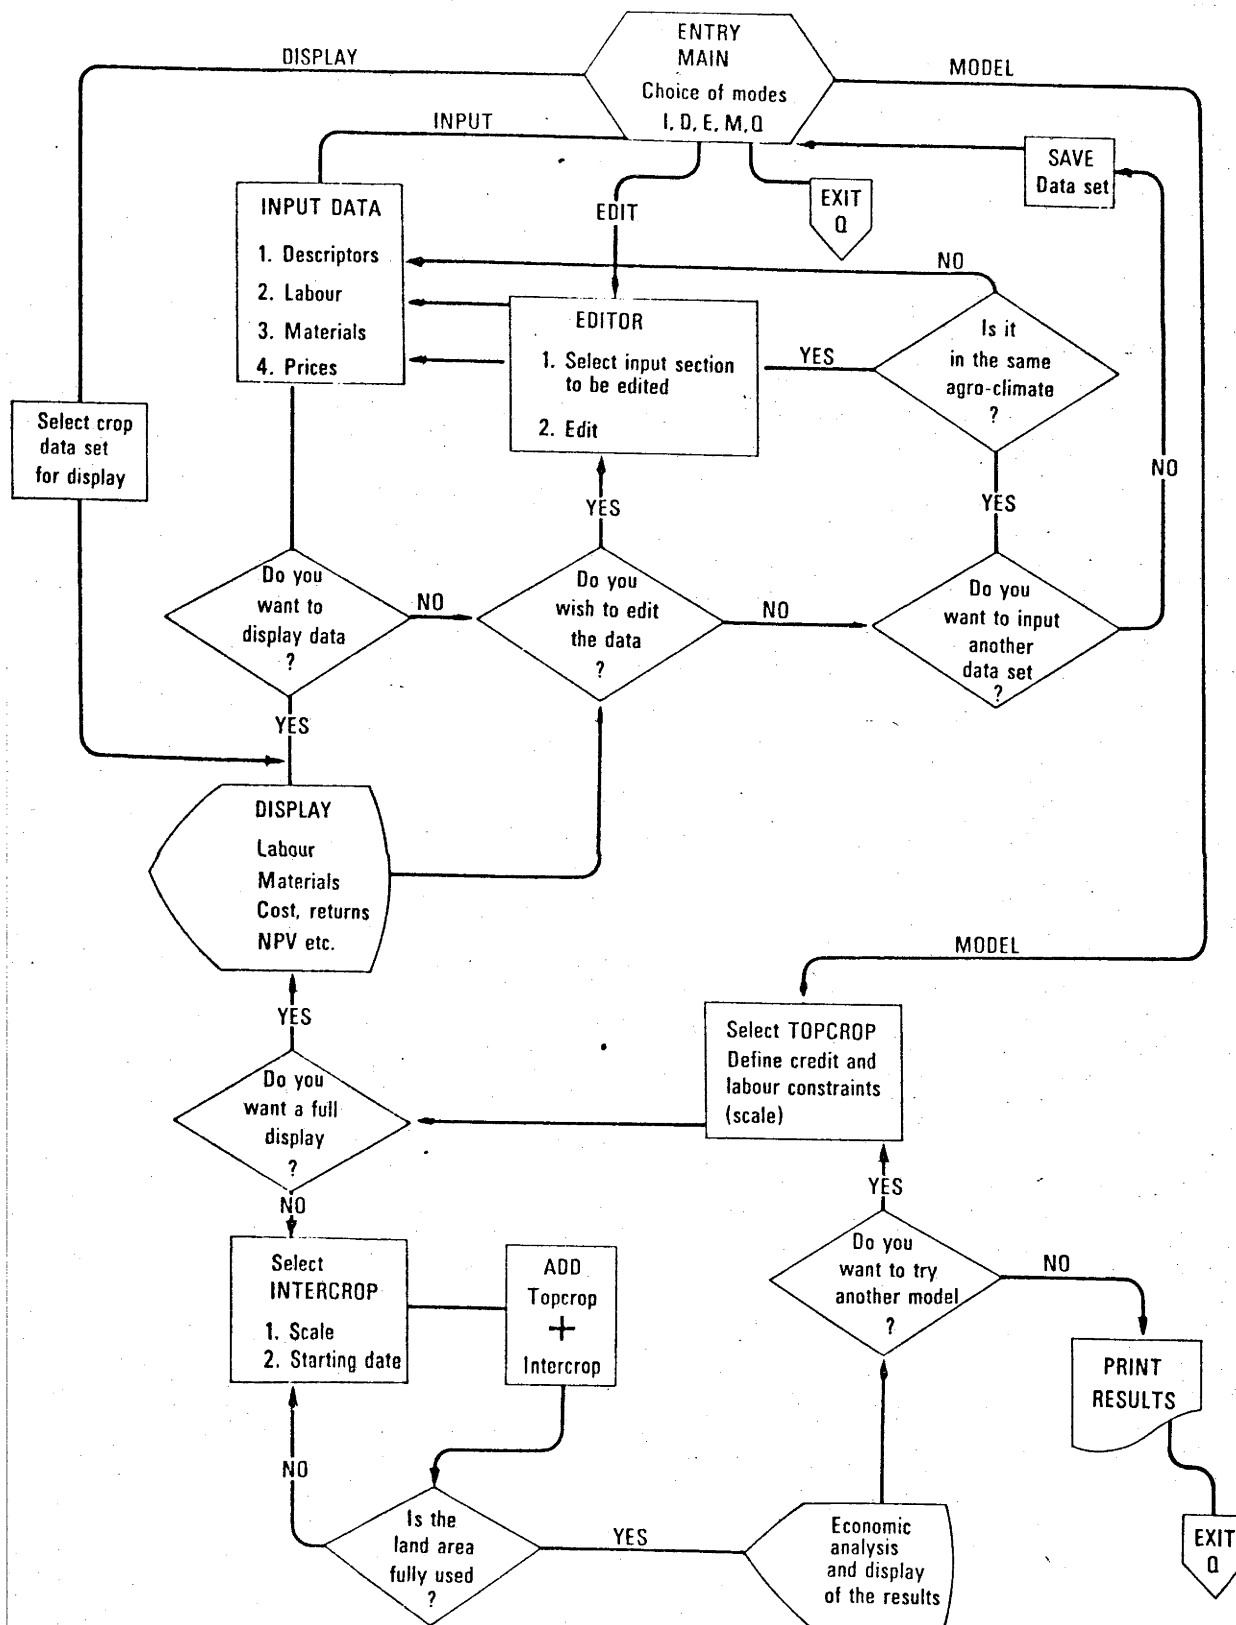 ENTRY
MAIN
Choice of modes
I, D, E, M, Q
DISPLAY
MODEL
INPUT
SAVE
Data set
EXIT
Q
EDIT
INPUT DATA
1. Descriptors
2. Labour
3. Materials
4. Prices
NO
EDITOR
1. Select input section
to be edited
2. Edit
YES
Is it
in the same
agro-climate
?
Select crop
data set
for display
NO
YES
YES
Do you
want to
display data
?
NO
Do you
wish to edit
the data
?
NO
Do you
want to input
another
data set
?
YES
DISPLAY
Labour
Materials
Cost, returns
NPV etc.
MODEL
YES
Select TOPCROP
Define credit and
labour constraints
(scale)
Do you
want a full
display
?
YES
NO
Select
INTERCROP
1. Scale
2. Starting date
ADD
Topcrop
+
Intercrop
Do you
want to try
another model
?
NO
PRINT
RESULTS
NO
Is the
land area
fully used
?
YES
Economic
analysis
and display
of the results
EXIT
Q